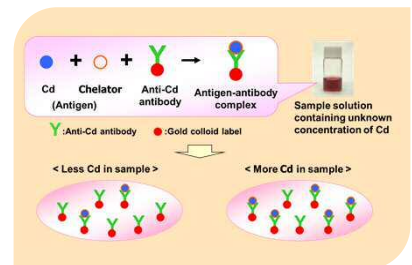 Cd + Chelator + Anti-Cd antibody → Antigen-antibody complex
(Antigen)
Sample solution
containing unknown
concentration of Cd
Y:Anti-Cd antibody ●:Gold colloid label
< Less Cd in sample > < More Cd in sample >